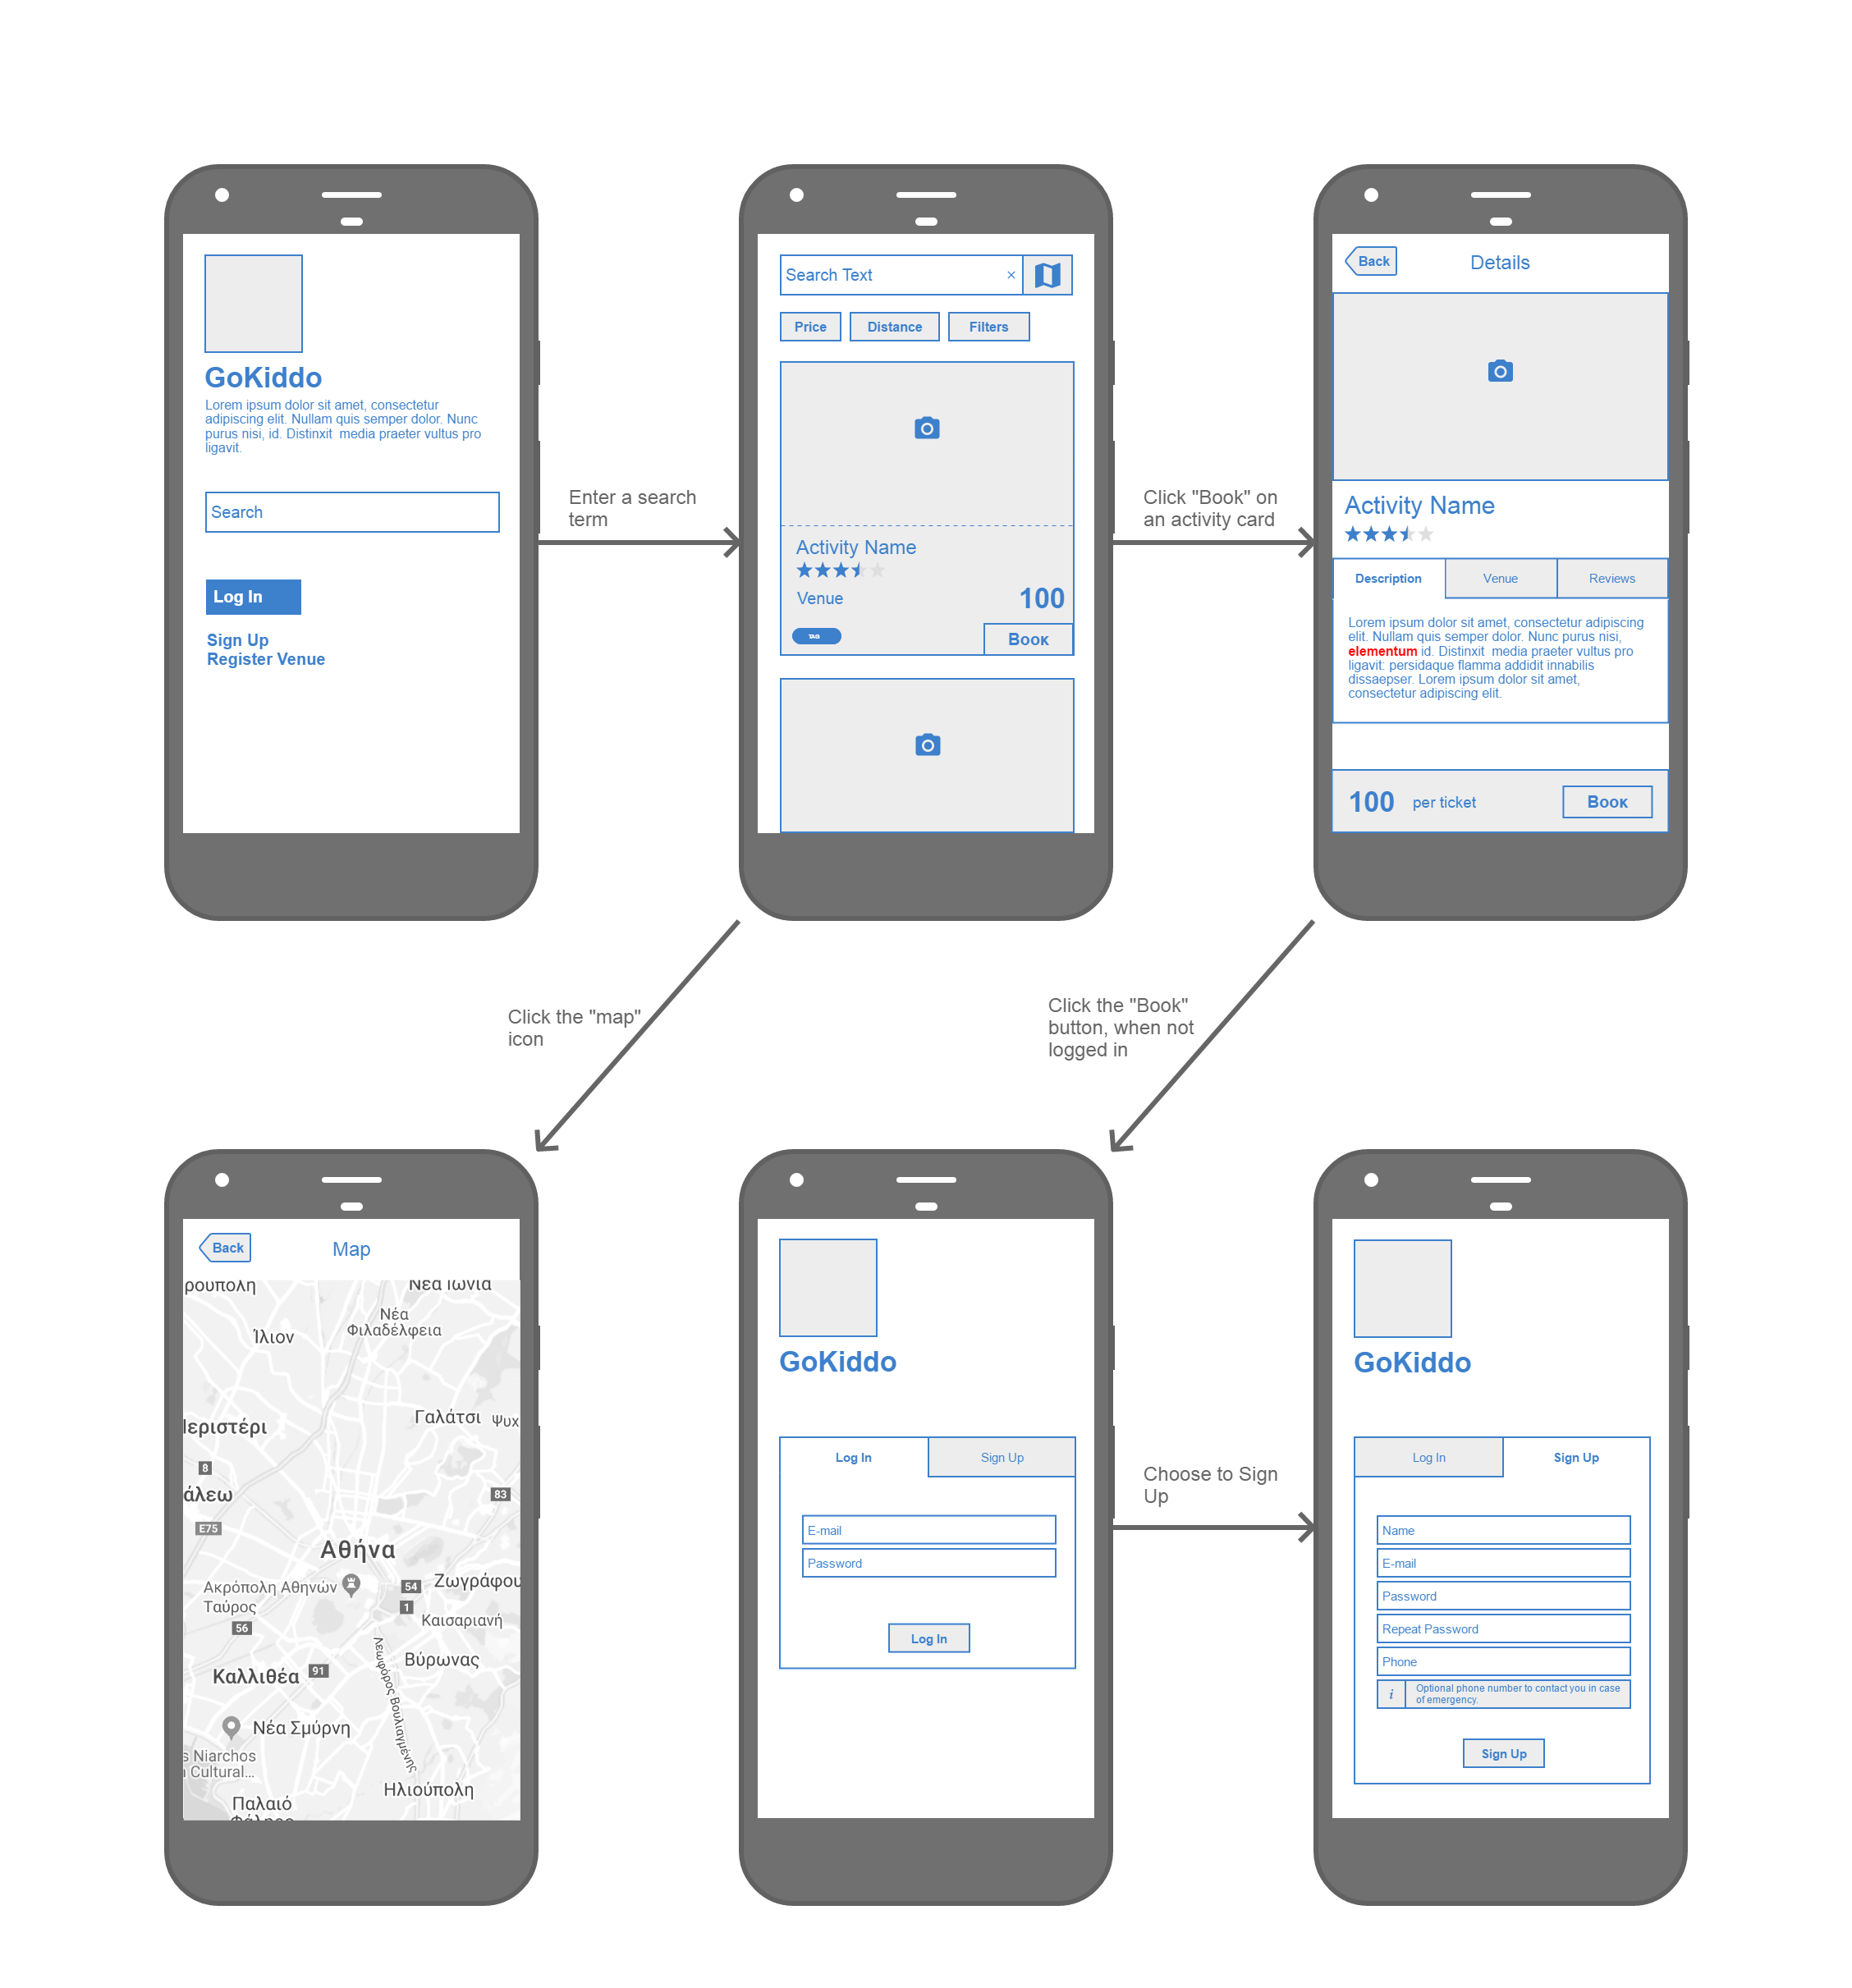 GoKiddo
Lorem ipsum dolor sit amet, consectetur
adipiscing elit. Nullam quis semper dolor. Nunc
purus nisi, id. Distinxit  media praeter vultus pro
ligavit.
Search
Log In
Sign Up
Register Venue
Enter a search
term
Search Text ×
Price Distance Filters
Activity Name
Venue 100
TAG Book
Click "Book" on
an activity card
Back Details
Activity Name
Description Venue Reviews
Lorem ipsum dolor sit amet, consectetur adipiscing
elit. Nullam quis semper dolor. Nunc purus nisi,
elementum id. Distinxit  media praeter vultus pro
ligavit: persidaque flamma addidit innabilis
dissaepser. Lorem ipsum dolor sit amet,
consectetur adipiscing elit.
100 per ticket Book
Click the "map"
icon
Click the "Book"
button, when not
logged in
Back Map
ρουπολη
Νέα Ιωνία
Νέα
Φιλαδέλφεια
Ίλιον
Γαλάτσι Ψυχ
εριστέρι
8
άλεω
83
E75
Αθήνα
Ακρόπολη Αθηνών
54 Ζωγράφου
Ταύρος
1
Καισαριανή
56
Βύρωνας
Καλλιθέα 91
Λεωφόρος Βουλιαγμένης
Νέα Σμύρνη
s Niarchos
Cultural...
Ηλιούπολη
Παλαιό
Φάληρο
GoKiddo
Log In Sign Up
E-mail
Password
Log In
Choose to Sign
Up
GoKiddo
Log In Sign Up
Name
E-mail
Password
Repeat Password
Phone
i Optional phone number to contact you in case
of emergency.
Sign Up